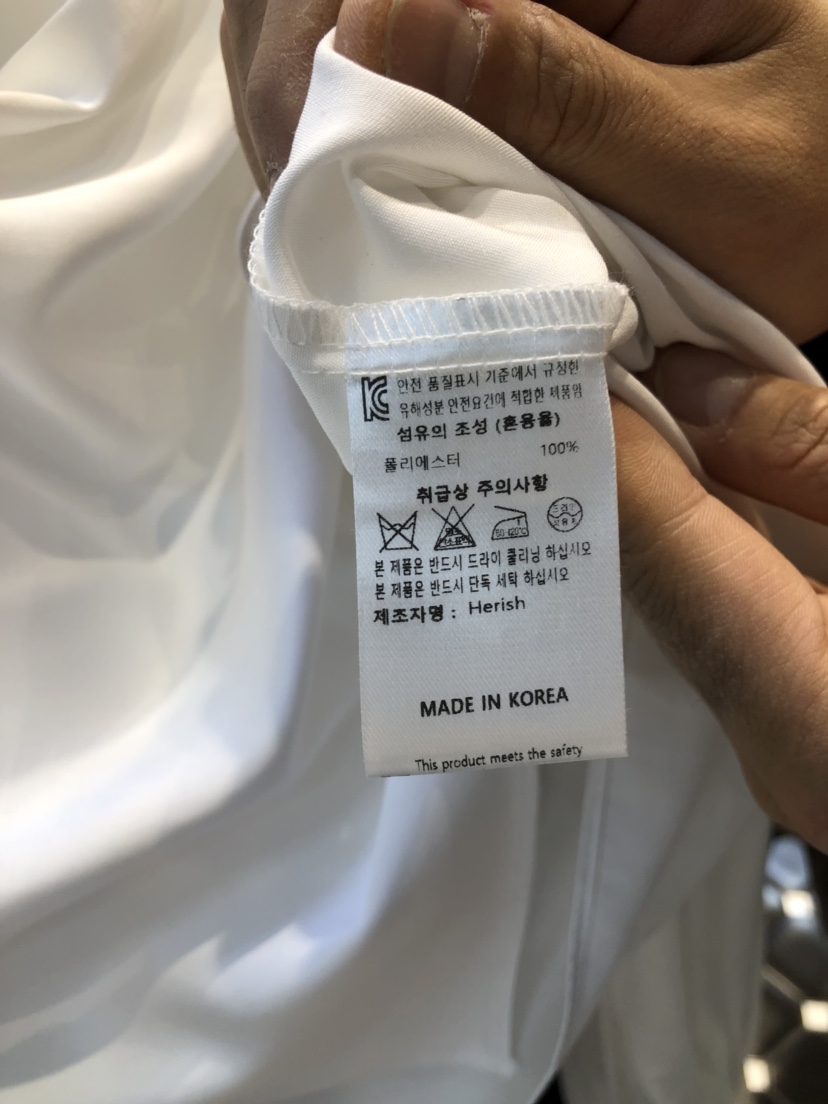 안전 품질표시 기준에서 규정한
유해성분 안전요건에 적합한 제품임
섬유의 조성 (혼용율)
폴리에스터 100%
취급상 주의사항
본 제품은 반드시 드라이 클리닝 하십시오
본 제품은 반드시 단독 세탁 하십시오
제조자명 : Herish
MADE IN KOREA
This product meets the safety